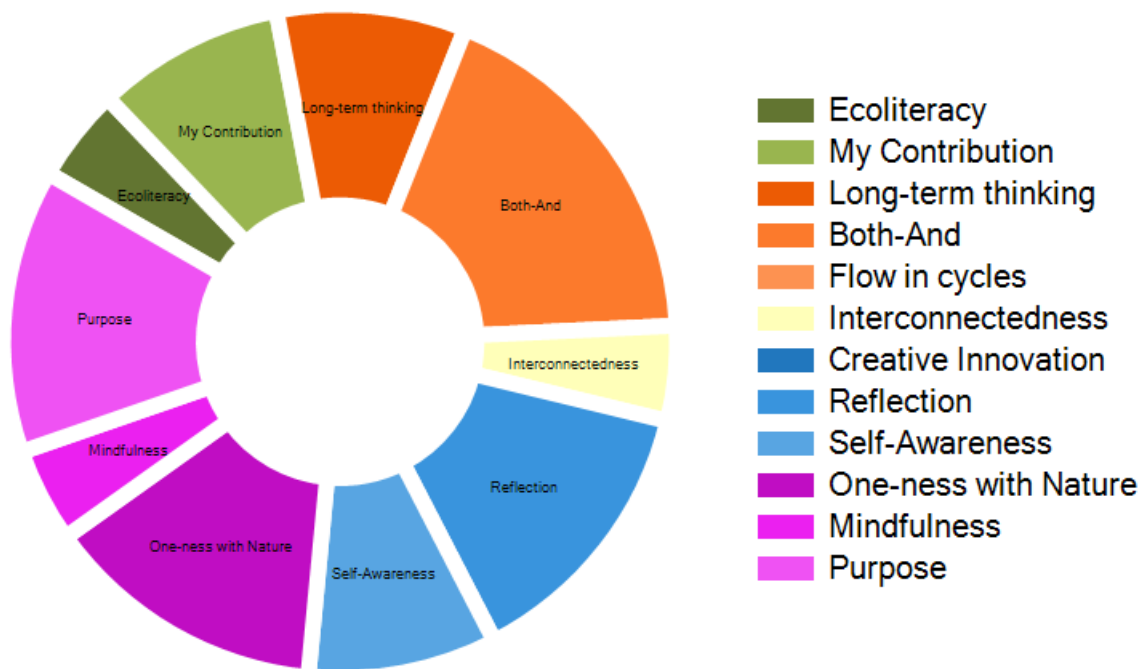 Long-term thinking
My Contribution
Ecoliteracy
Both-And
Purpose
Interconnectedness
Mindfulness
Reflection
One-ness with Nature
Self-Awareness
Ecoliteracy
My Contribution
Long-term thinking
Both-And
Flow in cycles
Interconnectedness
Creative Innovation
Reflection
Self-Awareness
One-ness with Nature
Mindfulness
Purpose